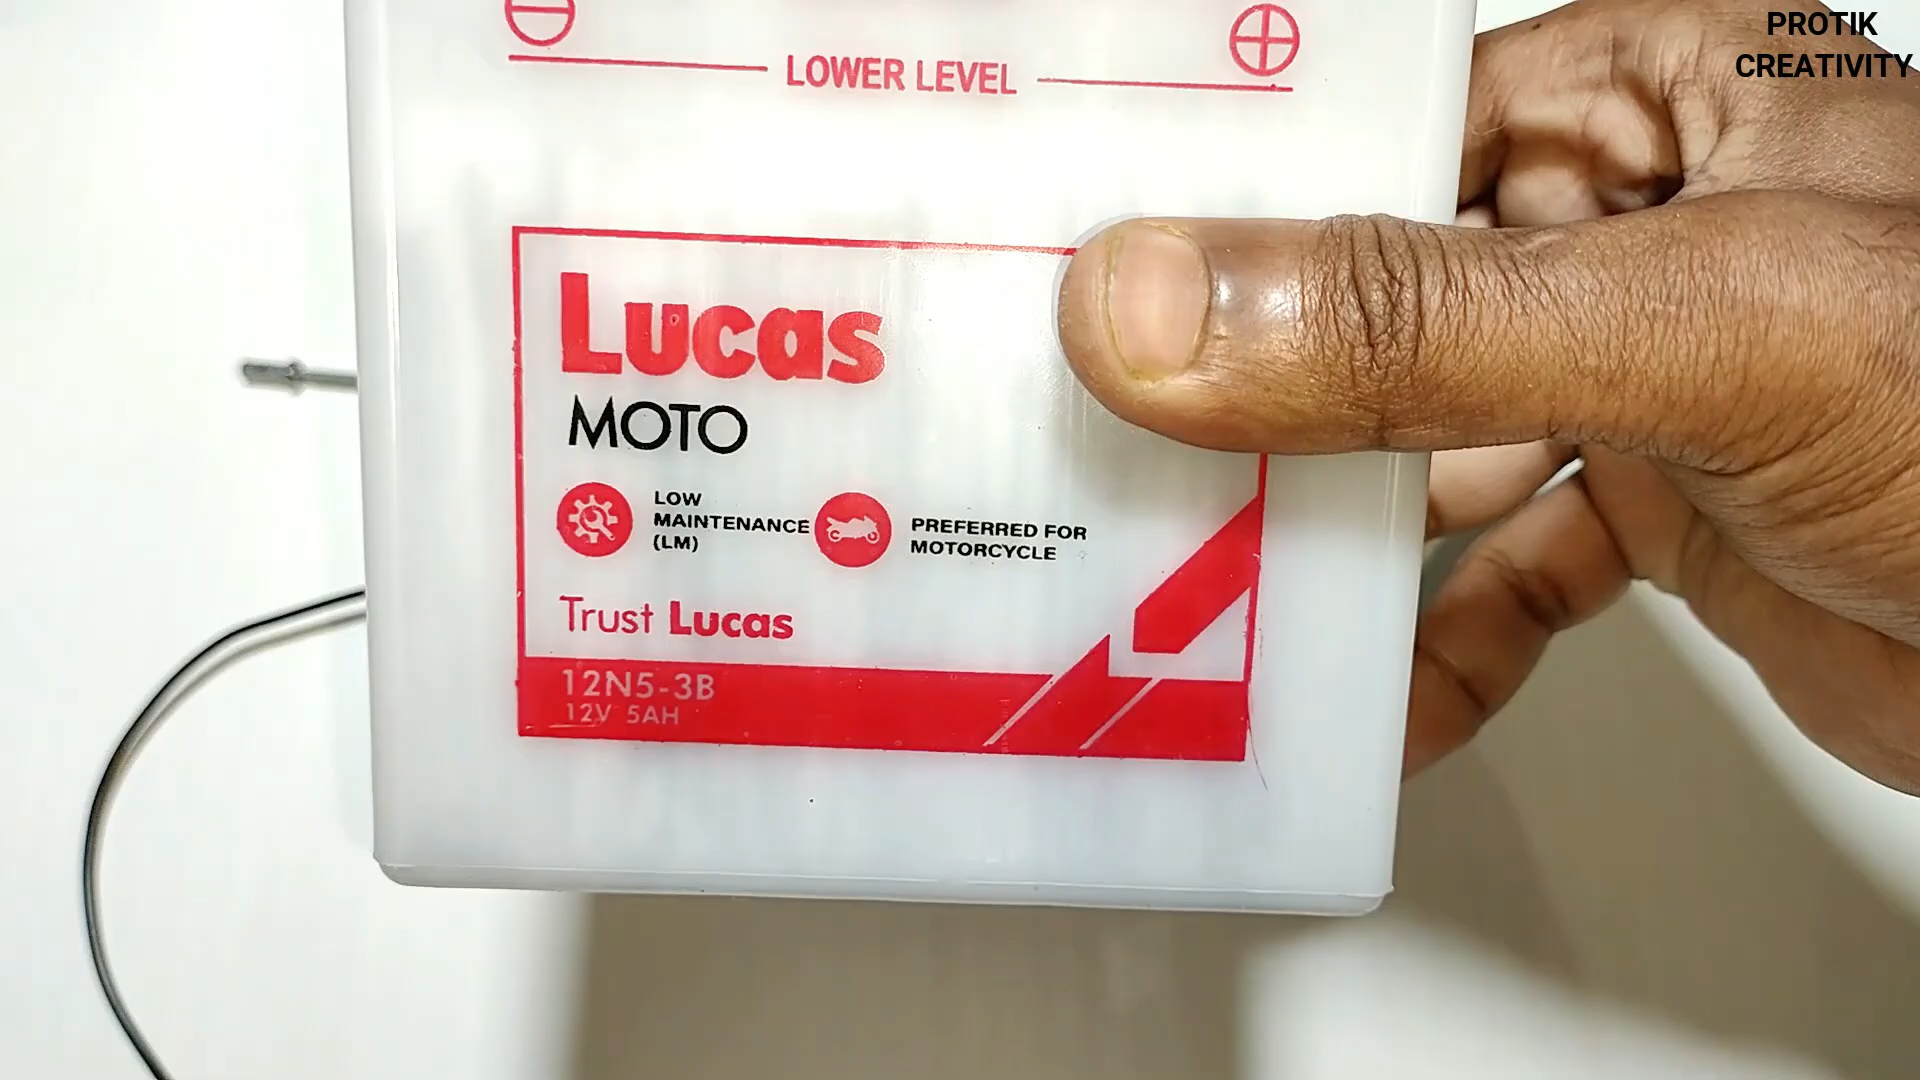 PROTIK
CREATIVITY
LOWER LEVEL
Lucas
MOTO
LOW
MAINTENANCE
(LM)
PREFERRED FOR
MOTORCYCLE
Trust Lucas
12N5-3B
12V 5AH